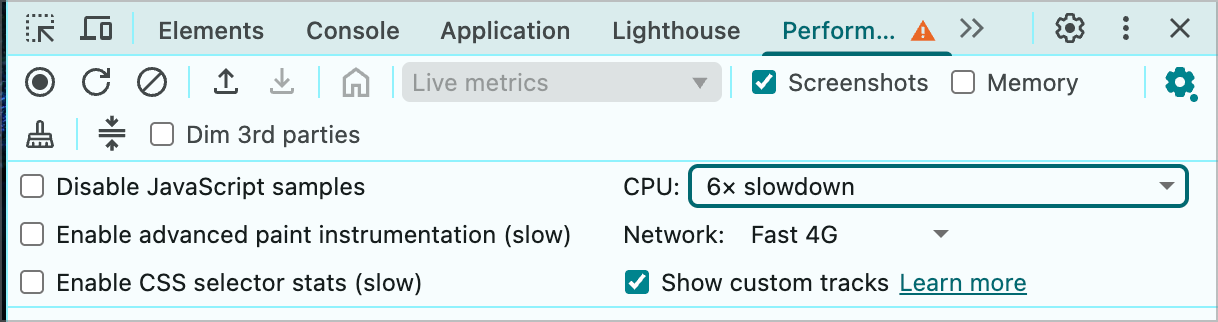 Elements Console Application Lighthouse Perform...
Live metrics Screenshots Memory
Dim 3rd parties
Disable JavaScript samples CPU: 6× slowdown
Enable advanced paint instrumentation (slow) Network: Fast 4G
Enable CSS selector stats (slow) Show custom tracks Learn more